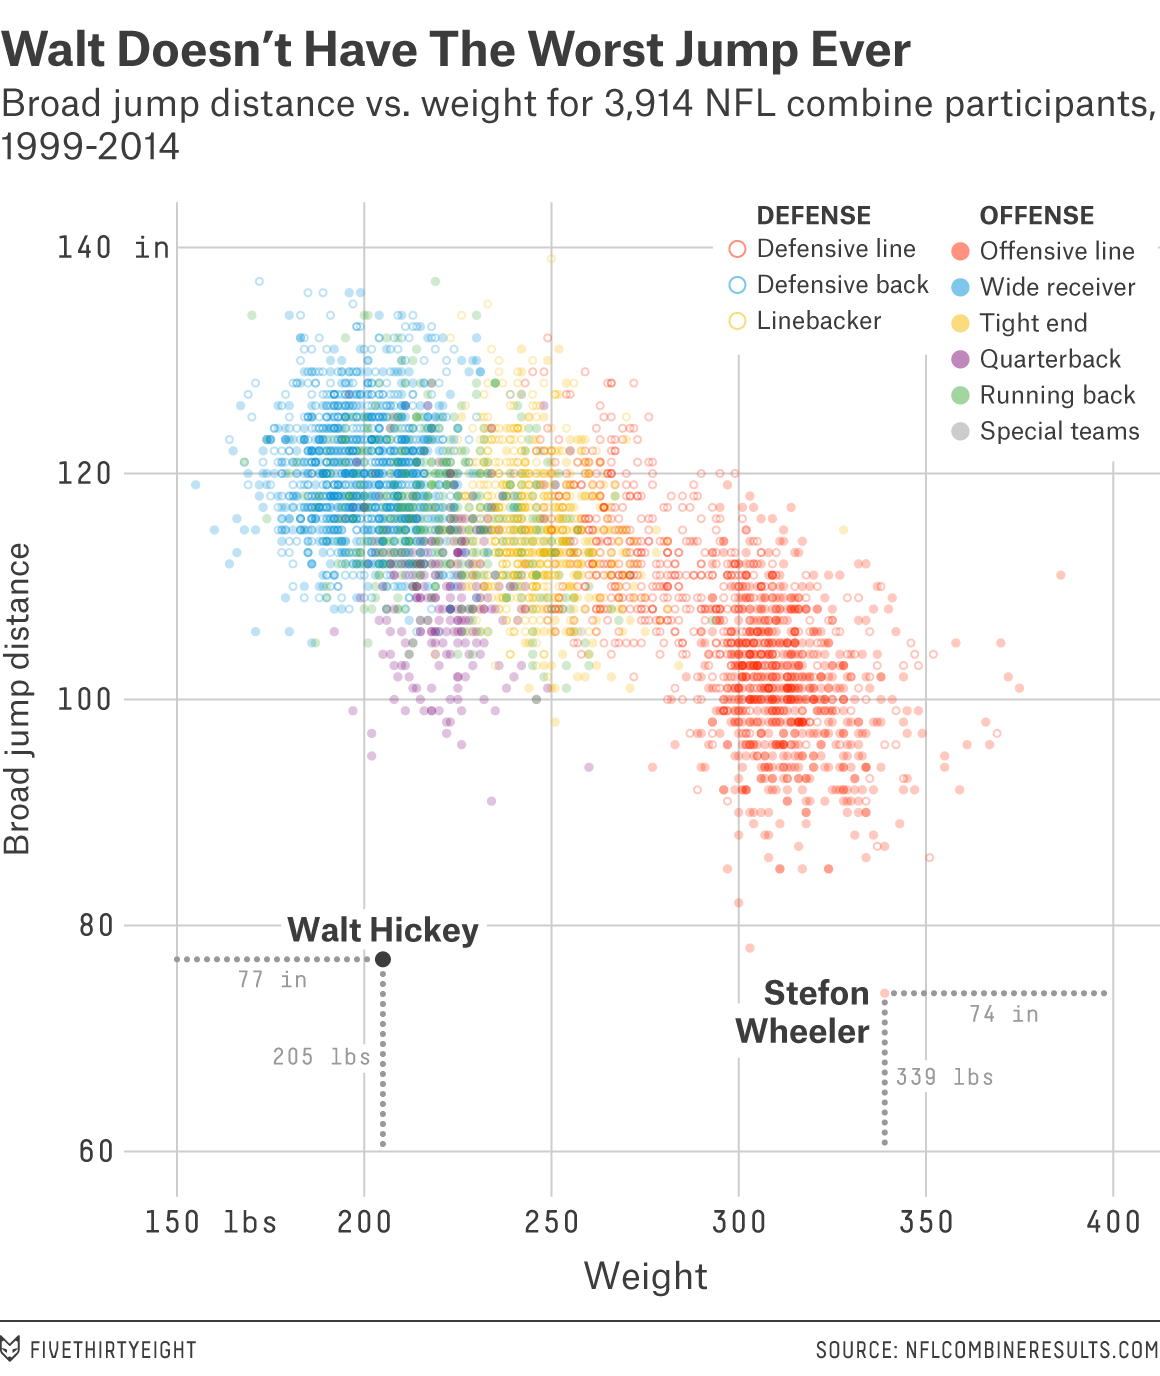 Walt Doesn’t Have The Worst Jump Ever
Broad jump distance vs. weight for 3,914 NFL combine participants,
1999-2014
DEFENSE
Defensive line
Defensive back
Linebacker
OFFENSE
Offensive line
Wide receiver
Tight end
Quarterback
Running back
Special teams
140 in
120
100
80
60
Broad jump distance
Walt Hickey
77 in
205 lbs
Stefon
Wheeler
74 in
339 lbs
150 lbs
200
250
300
350
400
Weight
FIVETHIRTYEIGHT
SOURCE: NFLCOMBINERESULTS.COM